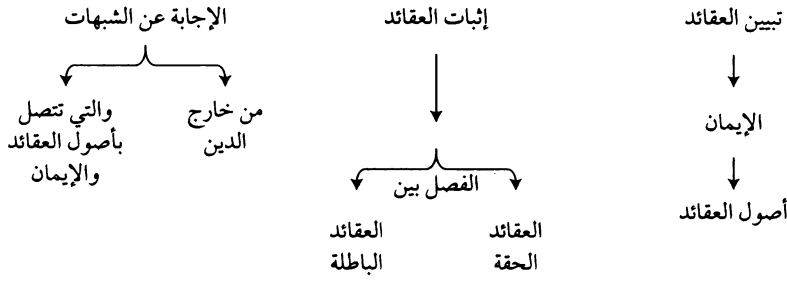 تبيين العقائد
الإيمان
أصول العقائد
إثبات العقائد
الفصل بين
العقائد
الحقة
العقائد
الباطلة
الإجابة عن الشبهات
من خارج
الدين
والتي تتصل
بأصول العقائد
والإيمان